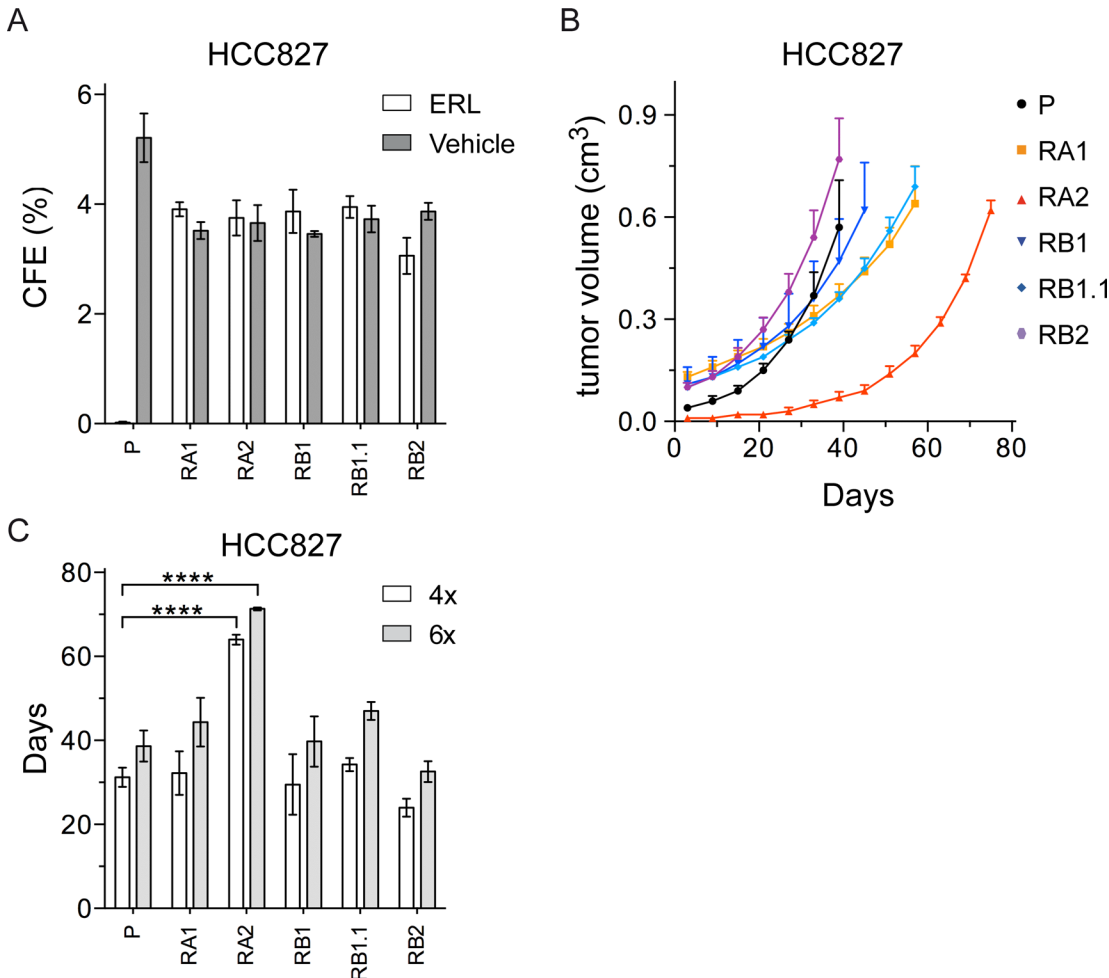 A
HCC827
CFE (%)
6
4
2
0
ERL
Vehicle
P
RA1
RA2
RB1
RB1.1
RB2
B
HCC827
tumor volume (cm³)
0.9
0.6
0.3
0.0
0
20
40
60
80
Days
P
RA1
RA2
RB1
RB1.1
RB2
C
HCC827
Days
80
60
40
20
0
****
****
4x
6x
P
RA1
RA2
RB1
RB1.1
RB2